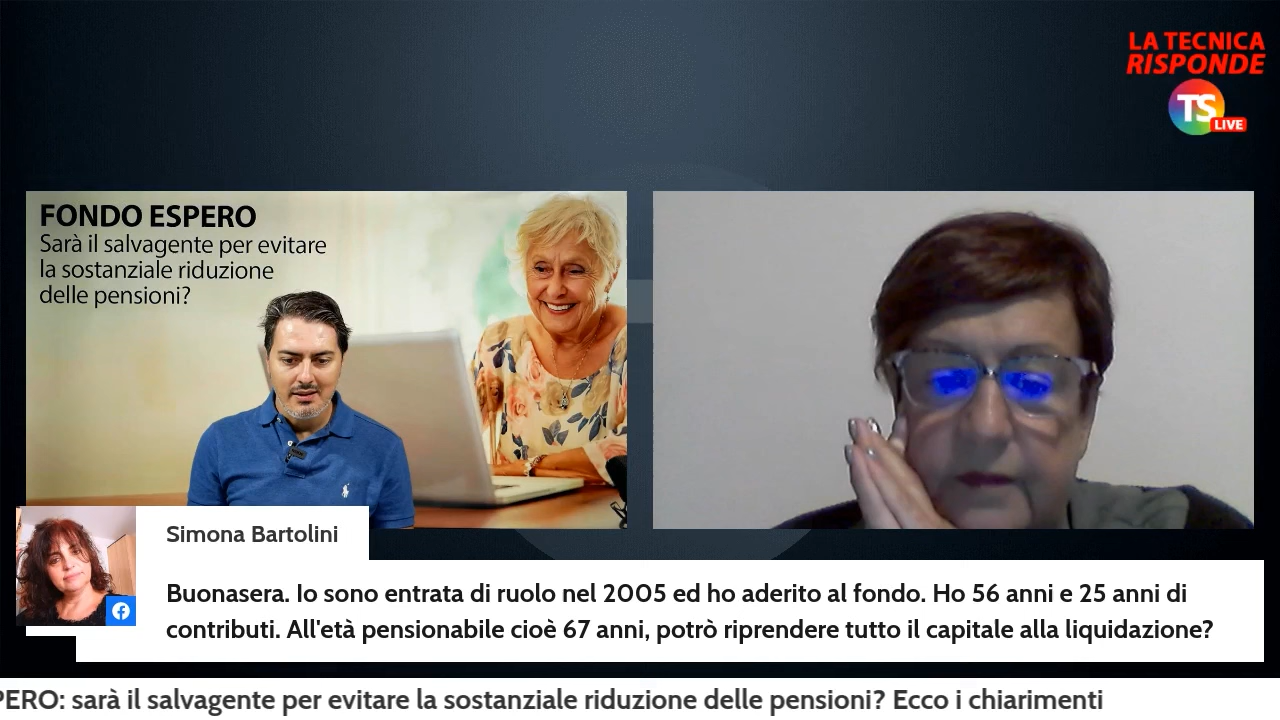 LA TECNICA
RISPONDE
TS
LIVE
FONDO ESPERO
Sarà il salvagente per evitare
la sostanziale riduzione
delle pensioni?
Simona Bartolini
Buonasera. Io sono entrata di ruolo nel 2005 ed ho aderito al fondo. Ho 56 anni e 25 anni di
contributi. All'età pensionabile cioè 67 anni, potrò riprendere tutto il capitale alla liquidazione?
PERO: sarà il salvagente per evitare la sostanziale riduzione delle pensioni? Ecco i chiarimenti